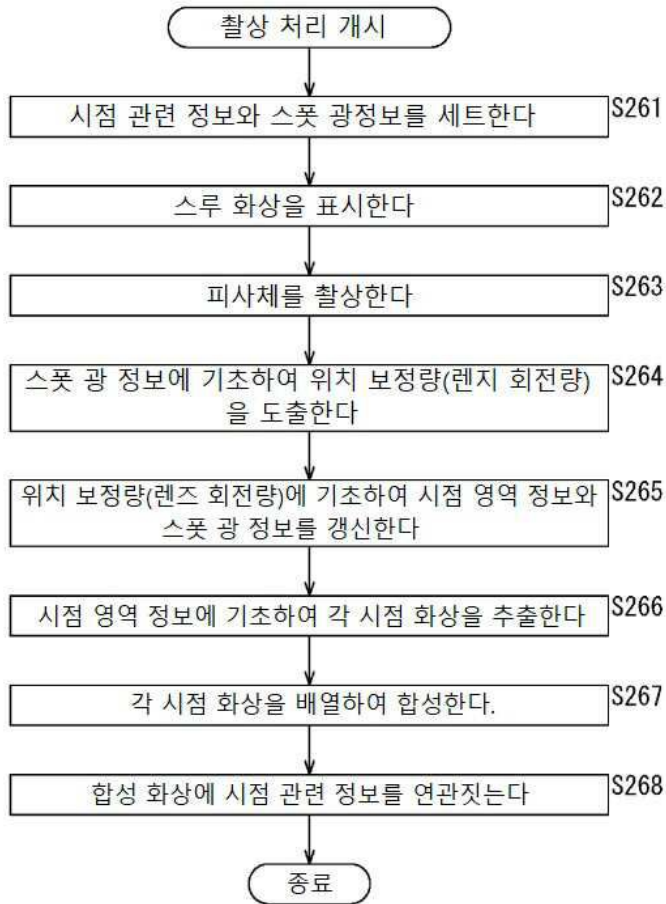 촬상 처리 개시
시점 관련 정보와 스폿 광정보를 세트한다
S261
스루 화상을 표시한다
S262
피사체를 촬상한다
S263
스폿 광 정보에 기초하여 위치 보정량(렌지 회전량)
을 도출한다
S264
위치 보정량(렌즈 회전량)에 기초하여 시점 영역 정보와
스폿 광 정보를 갱신한다
S265
시점 영역 정보에 기초하여 각 시점 화상을 추출한다
S266
각 시점 화상을 배열하여 합성한다.
S267
합성 화상에 시점 관련 정보를 연관짓는다
S268
종료